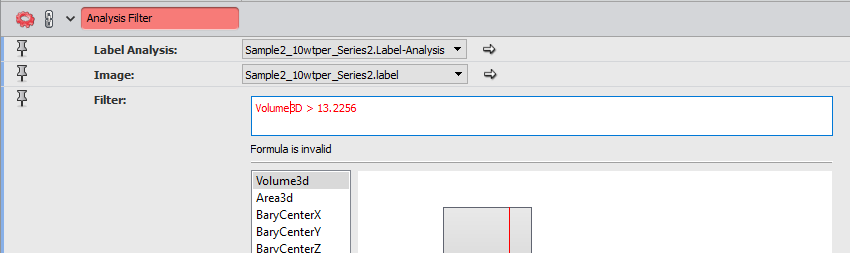 Analysis Filter
Label Analysis: Sample2_10wtper_Series2.Label-Analysis
Image: Sample2_10wtper_Series2.label
Filter:
Volume3D > 13.2256
Formula is invalid
Volume3d
Area3d
BaryCenterX
BaryCenterY
BaryCenterZ